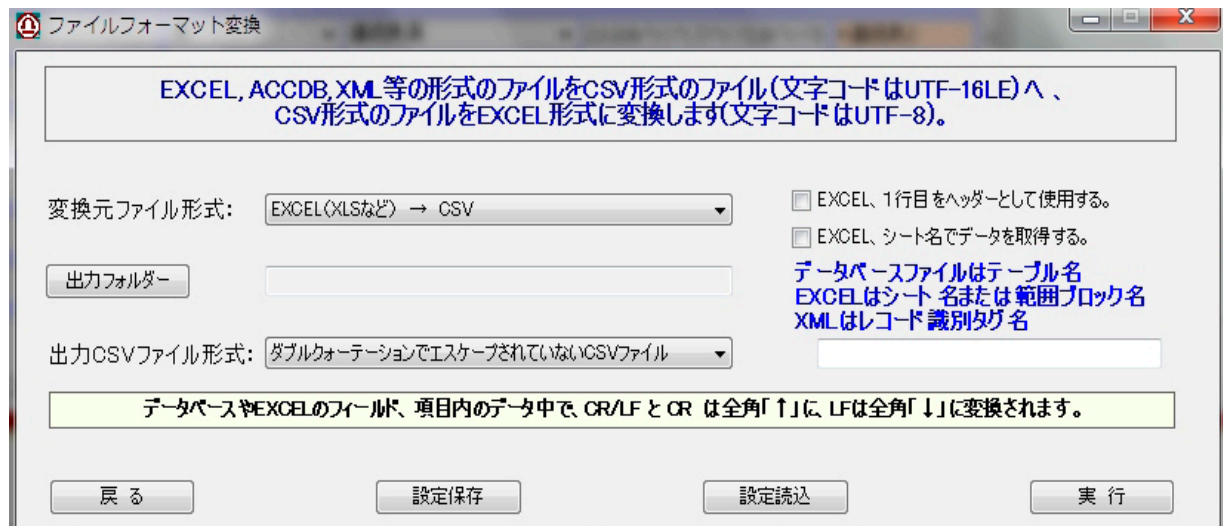 ファイルフォーマット変換
EXCEL, ACCDB, XML等の形式のファイルをCSV形式のファイル(文字コードはUTF-16LE)へ、
CSV形式のファイルをEXCEL形式に変換します(文字コードはUTF-8)。
変換元ファイル形式:
EXCEL(XLSなど) → CSV
EXCEL、1行目をヘッダーとして使用する。
EXCEL、シート名でデータを取得する。
出力フォルダー
データベースファイルはテーブル名
EXCELはシート名または範囲ブロック名
XMLはレコード識別タグ名
出力CSVファイル形式:
ダブルクォーテーションでエスケープされていないCSVファイル
データベースやEXCELのフィールド、項目内のデータ中で、CR/LF と CR は全角「↑」に、LFは全角「↓」に変換されます。
戻 る
設定保存
設定読込
実 行